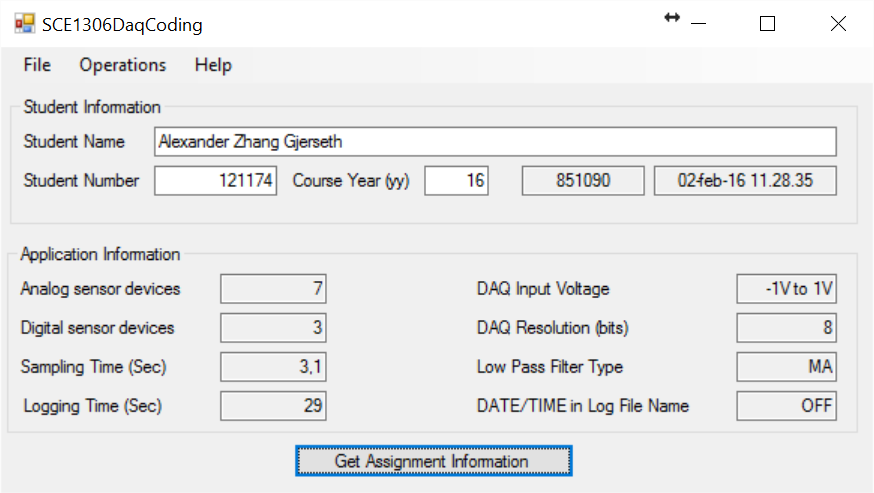 SCE1306DaqCoding
File Operations Help
Student Information
Student Name Alexander Zhang Gjerseth
Student Number 121174 Course Year (yy) 16 851090 02-feb-16 11.28.35
Application Information
Analog sensor devices 7 DAQ Input Voltage -1V to 1V
Digital sensor devices 3 DAQ Resolution (bits) 8
Sampling Time (Sec) 3,1 Low Pass Filter Type MA
Logging Time (Sec) 29 DATE/TIME in Log File Name OFF
Get Assignment Information